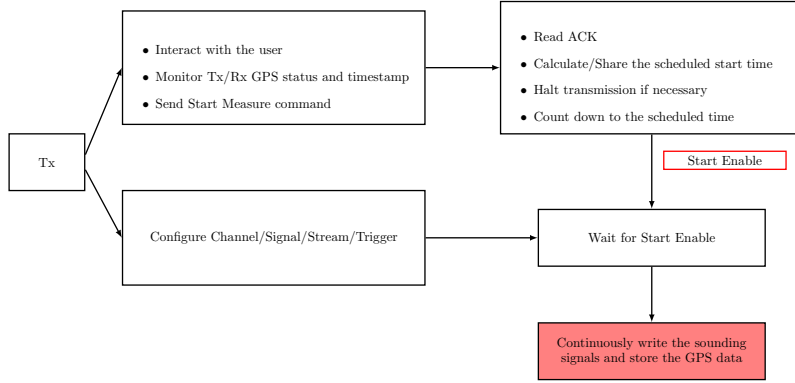 • Interact with the user
• Monitor Tx/Rx GPS status and timestamp
• Send Start Measure command
• Read ACK
• Calculate/Share the scheduled start time
• Halt transmission if necessary
• Count down to the scheduled time
Tx
Start Enable
Configure Channel/Signal/Stream/Trigger
Wait for Start Enable
Continuously write the sounding
signals and store the GPS data